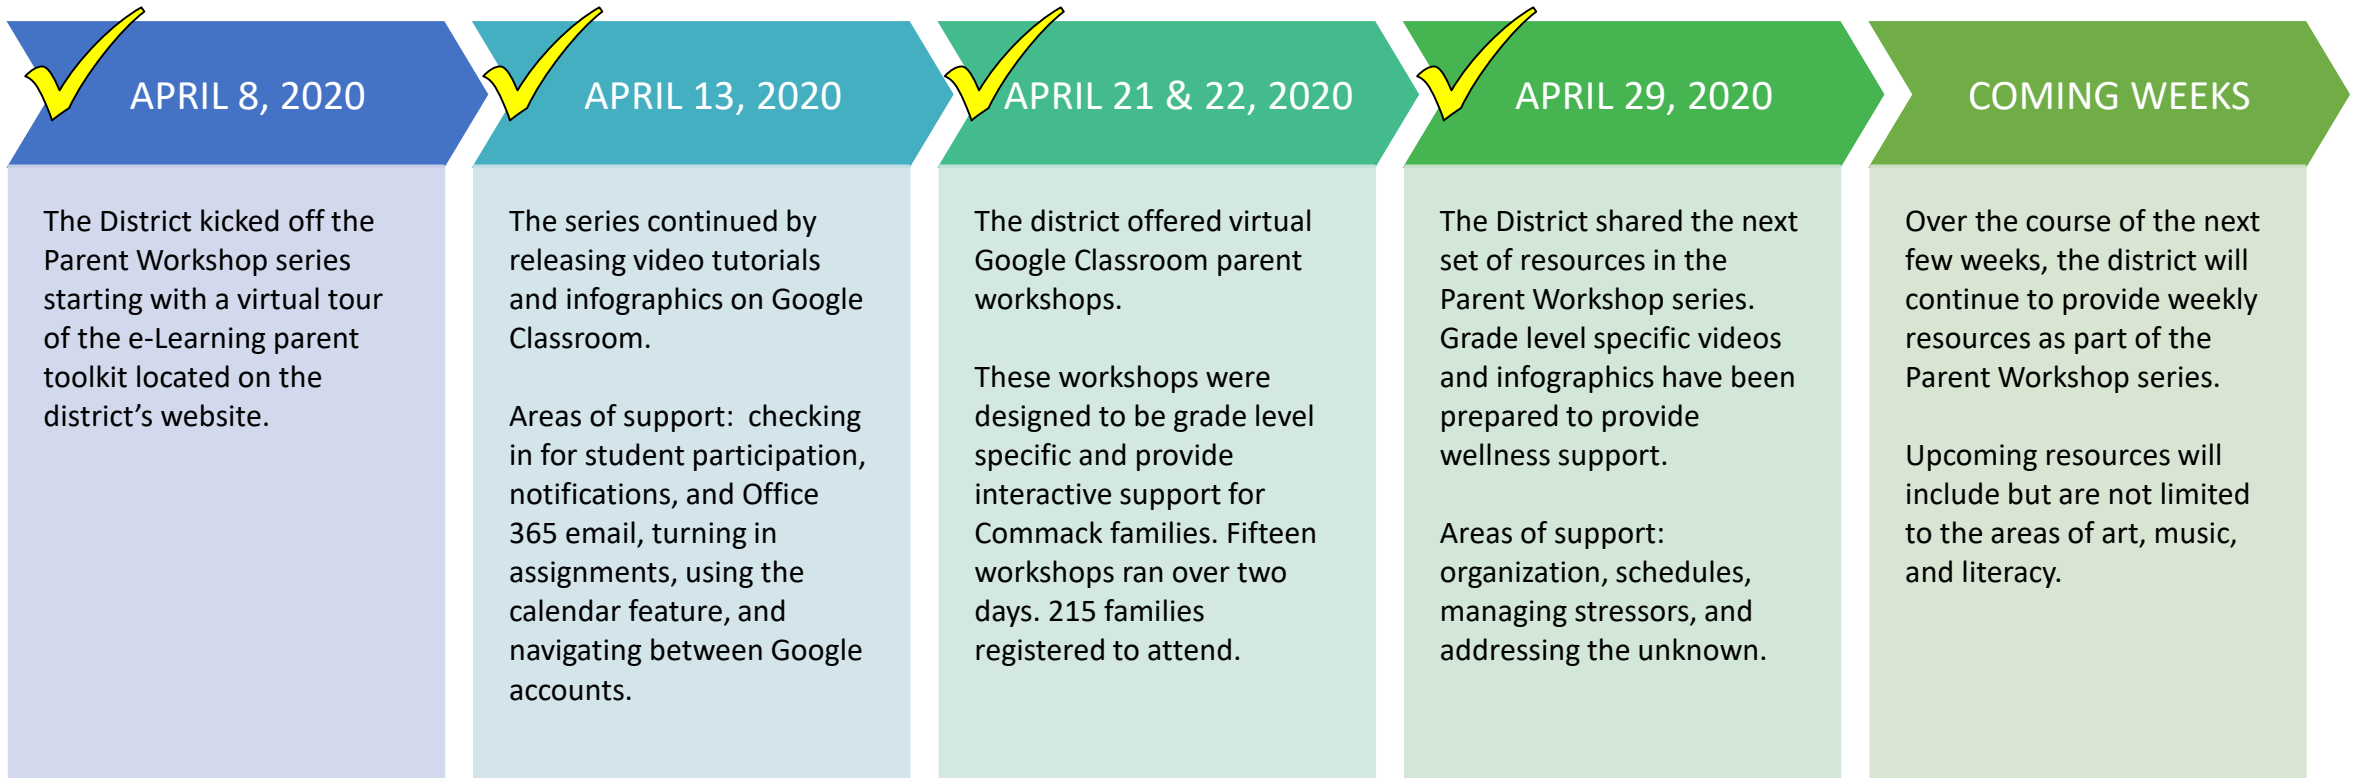 APRIL 8, 2020
The District kicked off the
Parent Workshop series
starting with a virtual tour
of the e-Learning parent
toolkit located on the
district’s website.
APRIL 13, 2020
The series continued by
releasing video tutorials
and infographics on Google
Classroom.
Areas of support:  checking
in for student participation,
notifications, and Office
365 email, turning in
assignments, using the
calendar feature, and
navigating between Google
accounts.
APRIL 21 & 22, 2020
The district offered virtual
Google Classroom parent
workshops.
These workshops were
designed to be grade level
specific and provide
interactive support for
Commack families. Fifteen
workshops ran over two
days. 215 families
registered to attend.
APRIL 29, 2020
The District shared the next
set of resources in the
Parent Workshop series.
Grade level specific videos
and infographics have been
prepared to provide
wellness support.
Areas of support:
organization, schedules,
managing stressors, and
addressing the unknown.
COMING WEEKS
Over the course of the next
few weeks, the district will
continue to provide weekly
resources as part of the
Parent Workshop series.
Upcoming resources will
include but are not limited
to the areas of art, music,
and literacy.